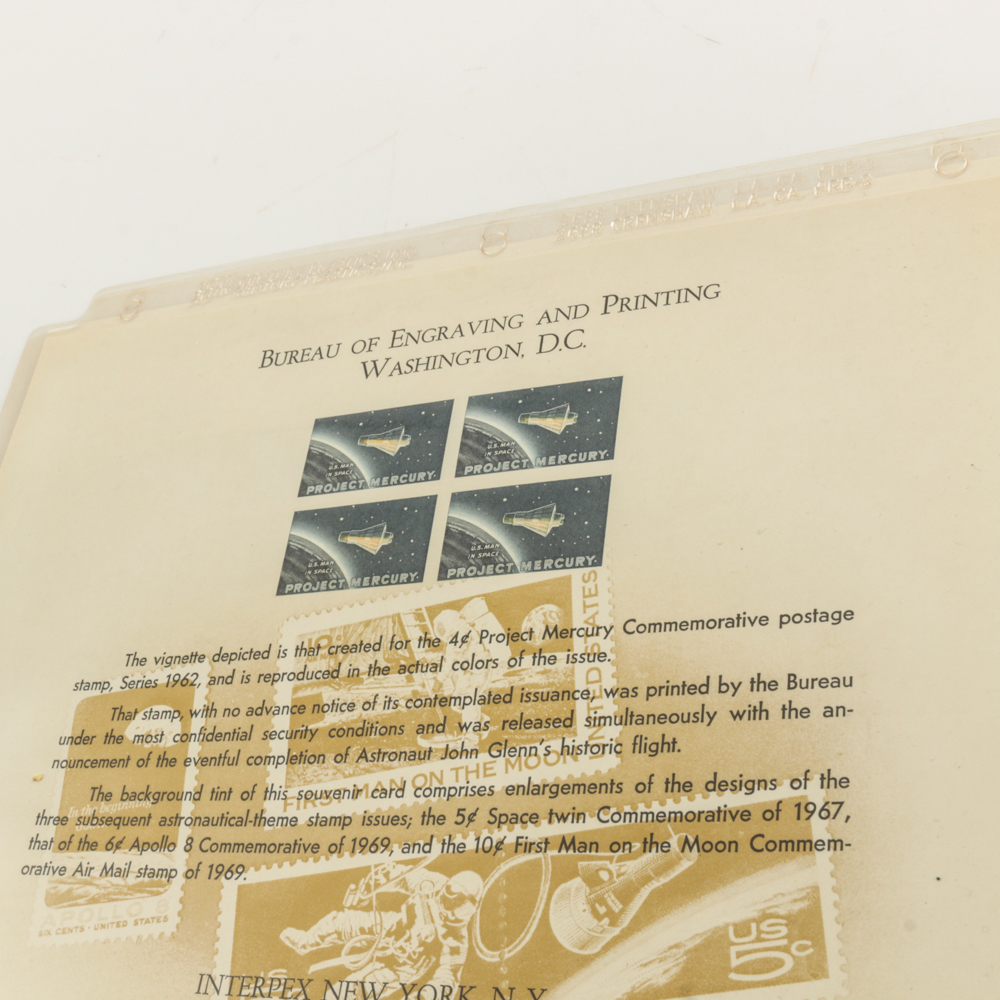 BUREAU OF ENGRAVING AND PRINTING
WASHINGTON, D.C.
U.S. MAN
IN SPACE
PROJECT MERCURY
U.S. MAN
IN SPACE
PROJECT MERCURY
U.S. MAN
IN SPACE
PROJECT MERCURY
U.S. MAN
IN SPACE
PROJECT MERCURY
The vignette depicted is that created for the 4¢ Project Mercury Commemorative postage
stamp, Series 1962, and is reproduced in the actual colors of the issue.
That stamp, with no advance notice of its contemplated issuance, was printed by the Bureau
under the most confidential security conditions and was released simultaneously with the an-
nouncement of the eventful completion of Astronaut John Glenn's historic flight.
The background tint of this souvenir card comprises enlargements of the designs of the
three subsequent astronautical-theme stamp issues; the 5¢ Space twin Commemorative of 1967,
that of the 6¢ Apollo 8 Commemorative of 1969, and the 10¢ First Man on the Moon Commem-
orative Air Mail stamp of 1969.
10¢
UNITED STATES
FIRST MAN ON THE MOON
6
In the beginning
APOLLO 8
SIX CENTS · UNITED STATES
US
US
5c
INTERPEX NEW YORK, N.Y.